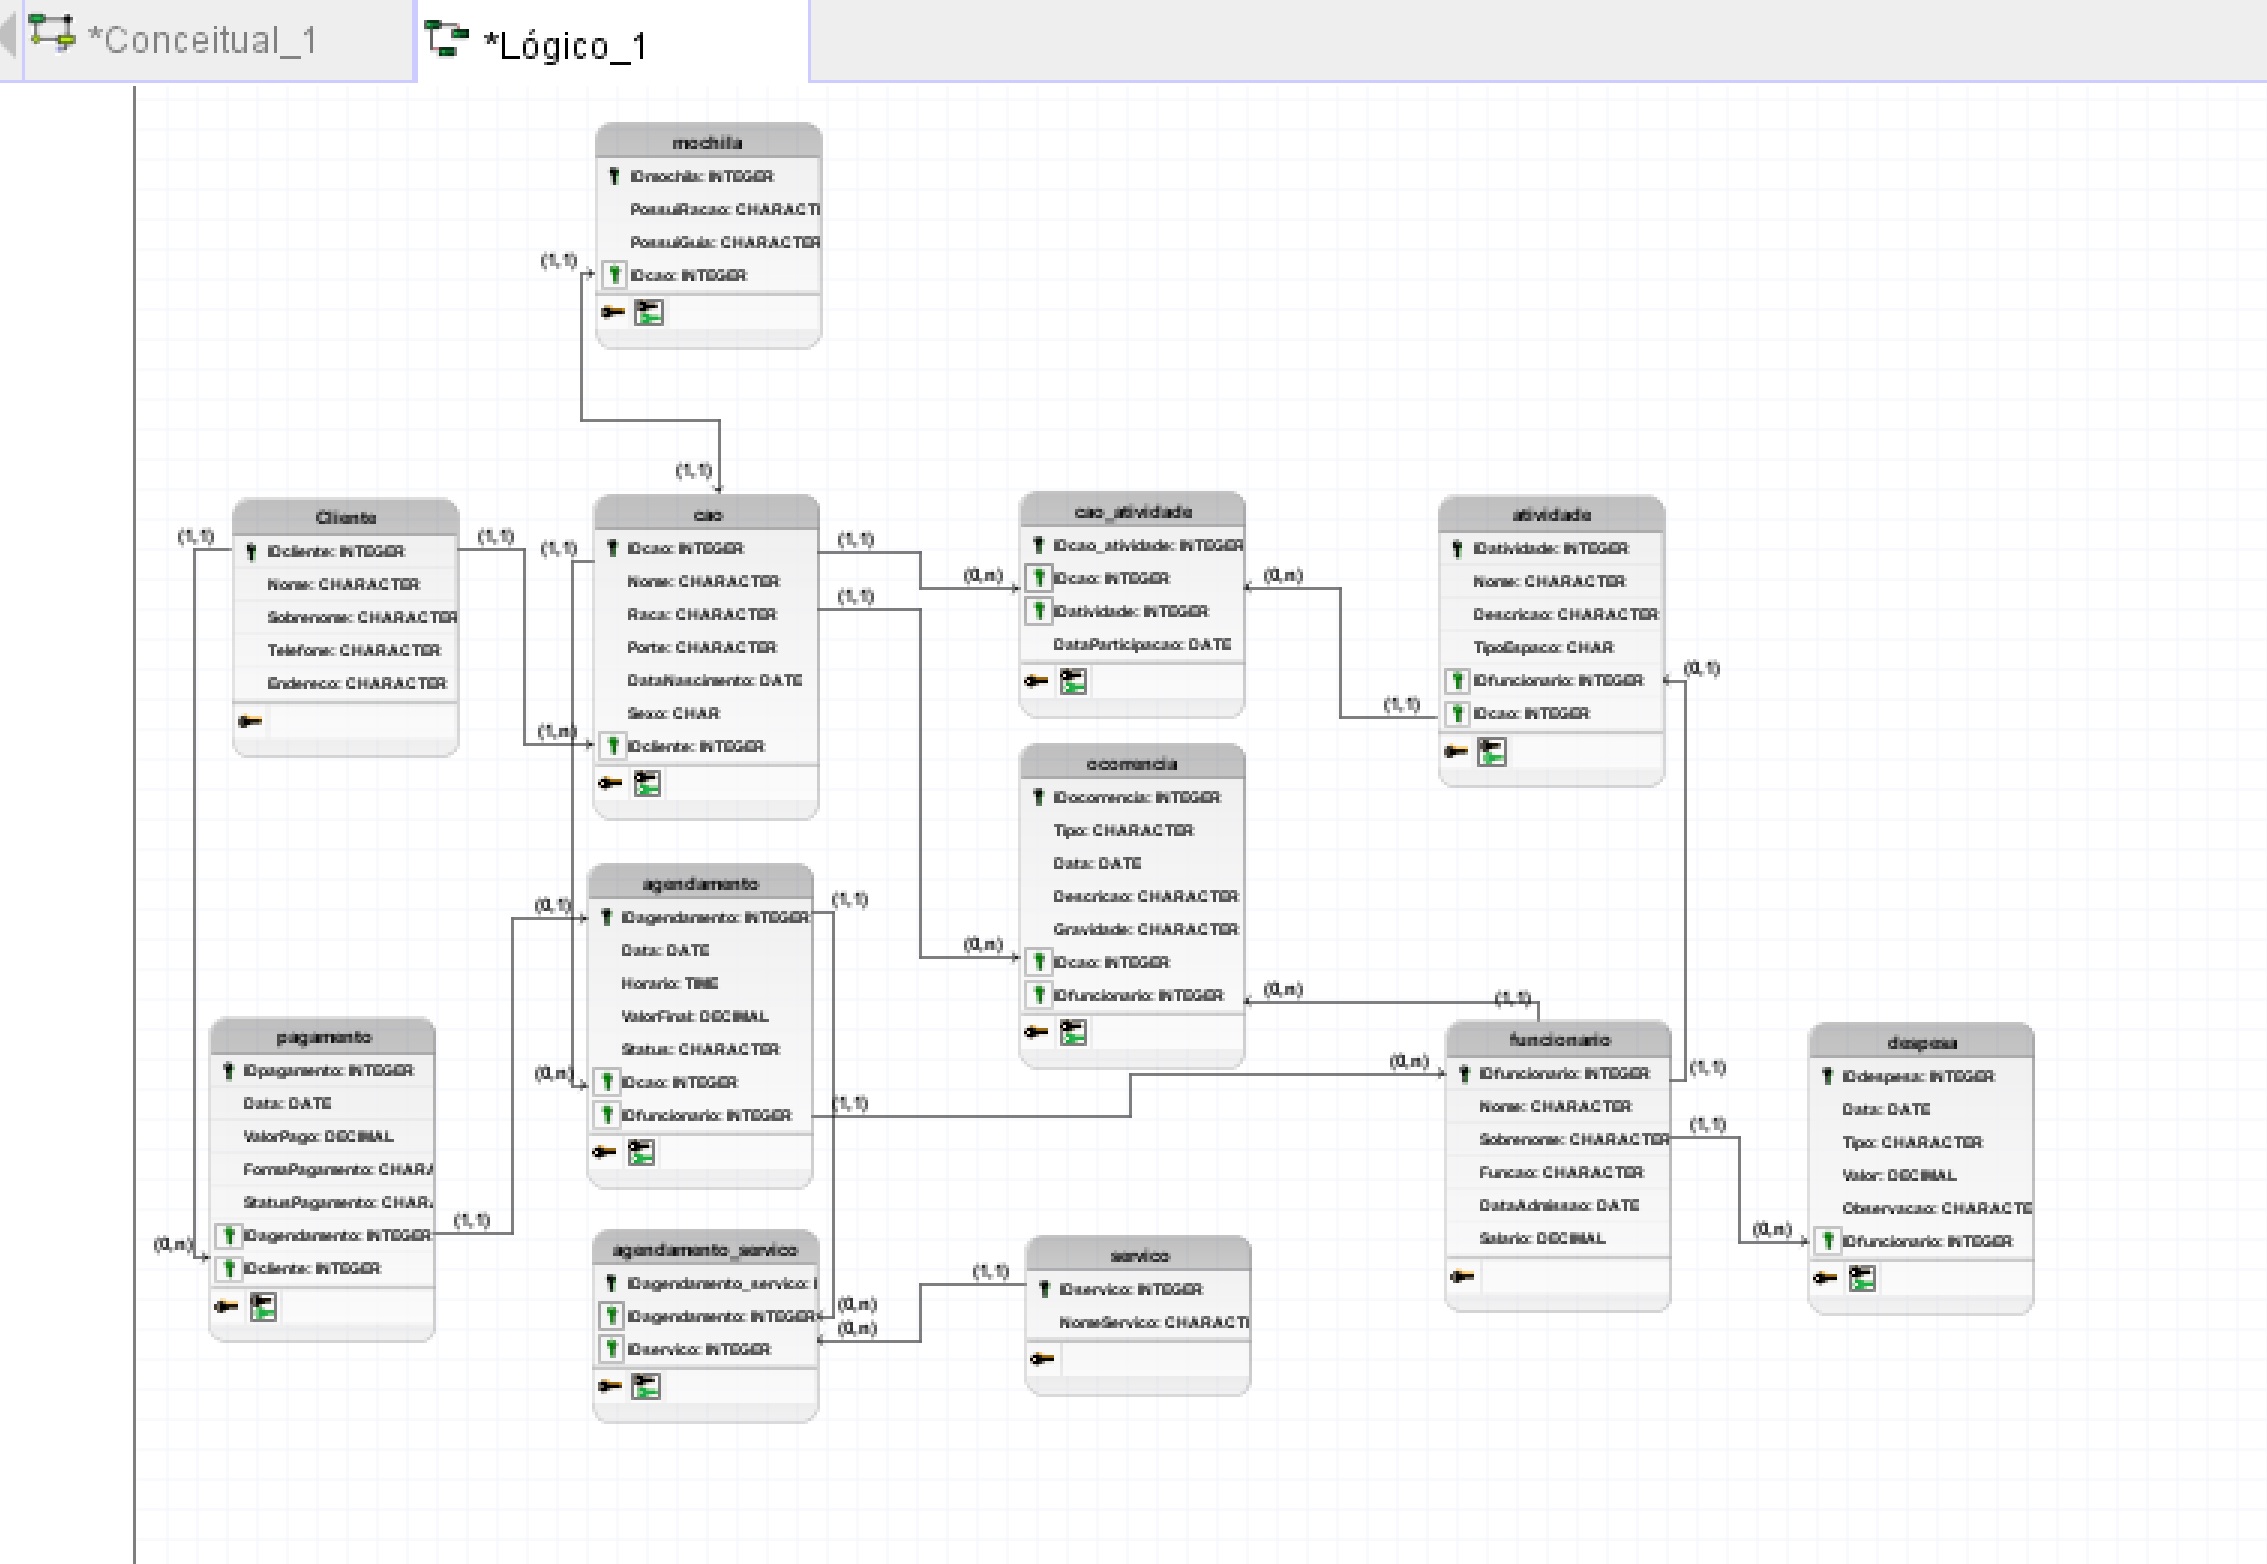 *Conceitual_1
*Lógico_1
mochila
IDmochila: INTEGER
PossuiRacao: CHARACT
PossuiGuia: CHARACTER
IDcao: INTEGER
(1,1)
(1,1)
Cliente
IDcliente: INTEGER
Nome: CHARACTER
Sobrenome: CHARACTER
Telefone: CHARACTER
Endereco: CHARACTER
(1,1)
(1,1)
cao
IDcao: INTEGER
Nome: CHARACTER
Raca: CHARACTER
Porte: CHARACTER
DataNascimento: DATE
Sexo: CHAR
IDcliente: INTEGER
(1,1)
(1,n)
(1,1)
(1,1)
cao_atividade
IDcao_atividade: INTEGER
IDcao: INTEGER
IDatividade: INTEGER
DataParticipacao: DATE
(0,n)
(0,n)
atividade
IDatividade: INTEGER
Nome: CHARACTER
Descricao: CHARACTER
TipoEspaco: CHAR
IDfuncionario: INTEGER
IDcao: INTEGER
(1,1)
(0,1)
ocorrencia
IDocorrencia: INTEGER
Tipo: CHARACTER
Data: DATE
Descricao: CHARACTER
Gravidade: CHARACTER
IDcao: INTEGER
IDfuncionario: INTEGER
(0,n)
(0,n)
agendamento
IDagendamento: INTEGER
Data: DATE
Horario: TIME
ValorFinal: DECIMAL
Status: CHARACTER
IDcao: INTEGER
IDfuncionario: INTEGER
(0,1)
(1,1)
(0,n)
(1,1)
pagamento
IDpagamento: INTEGER
Data: DATE
ValorPago: DECIMAL
FormaPagamento: CHARA
StatusPagamento: CHAR
IDagendamento: INTEGER
IDcliente: INTEGER
(1,1)
(0,n)
agendamento_servico
IDagendamento_servico: I
IDagendamento: INTEGER
IDservico: INTEGER
(0,n)
(0,n)
servico
IDservico: INTEGER
NomeServico: CHARACT
(1,1)
funcionario
IDfuncionario: INTEGER
Nome: CHARACTER
Sobrenome: CHARACTER
Funcao: CHARACTER
DataAdmissao: DATE
Salario: DECIMAL
(1,1)
(0,n)
(1,1)
(1,1)
despesa
IDdespesa: INTEGER
Data: DATE
Tipo: CHARACTER
Valor: DECIMAL
Observacao: CHARACTE
IDfuncionario: INTEGER
(0,n)